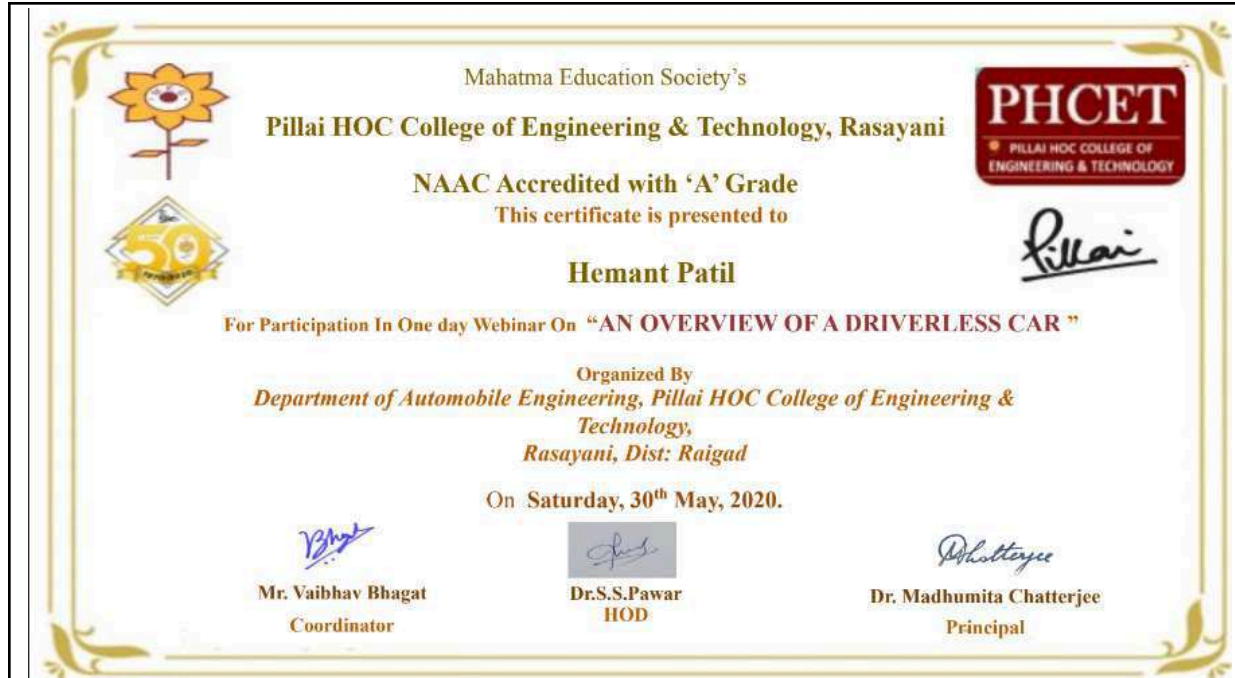 Mahatma Education Society's
PHCET
PILLAI HOC COLLEGE OF
ENGINEERING & TECHNOLOGY
Pillai HOC College of Engineering & Technology, Rasayani
NAAC Accredited with 'A' Grade
This certificate is presented to
50
Pillai
Hemant Patil
For Participation In One day Webinar On "AN OVERVIEW OF A DRIVERLESS CAR "
Organized By
Department of Automobile Engineering, Pillai HOC College of Engineering &
Technology,
Rasayani, Dist: Raigad
On Saturday, 30th May, 2020.
Mr. Vaibhav Bhagat
Dr.S.S.Pawar
Dr. Madhumita Chatterjee
Coordinator
HOD
Principal